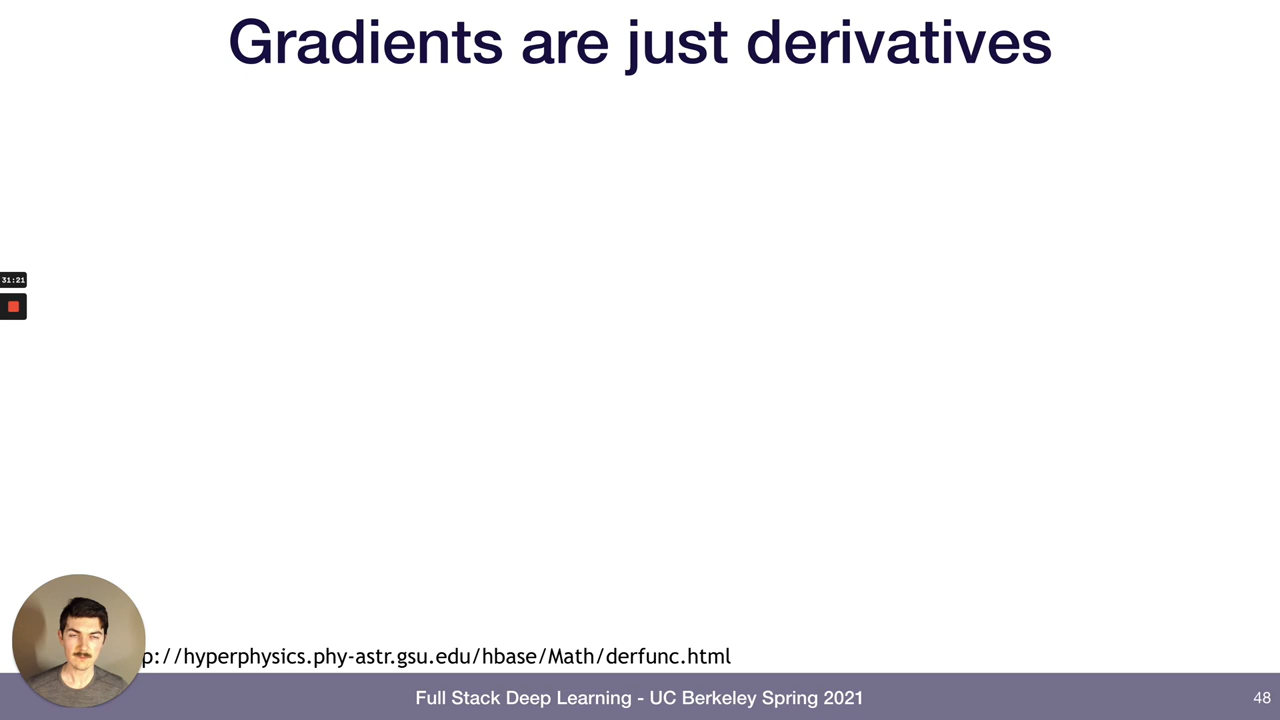 Gradients are just derivatives
31:21
p://hyperphysics.phy-astr.gsu.edu/hbase/Math/derfunc.html
Full Stack Deep Learning - UC Berkeley Spring 2021
48